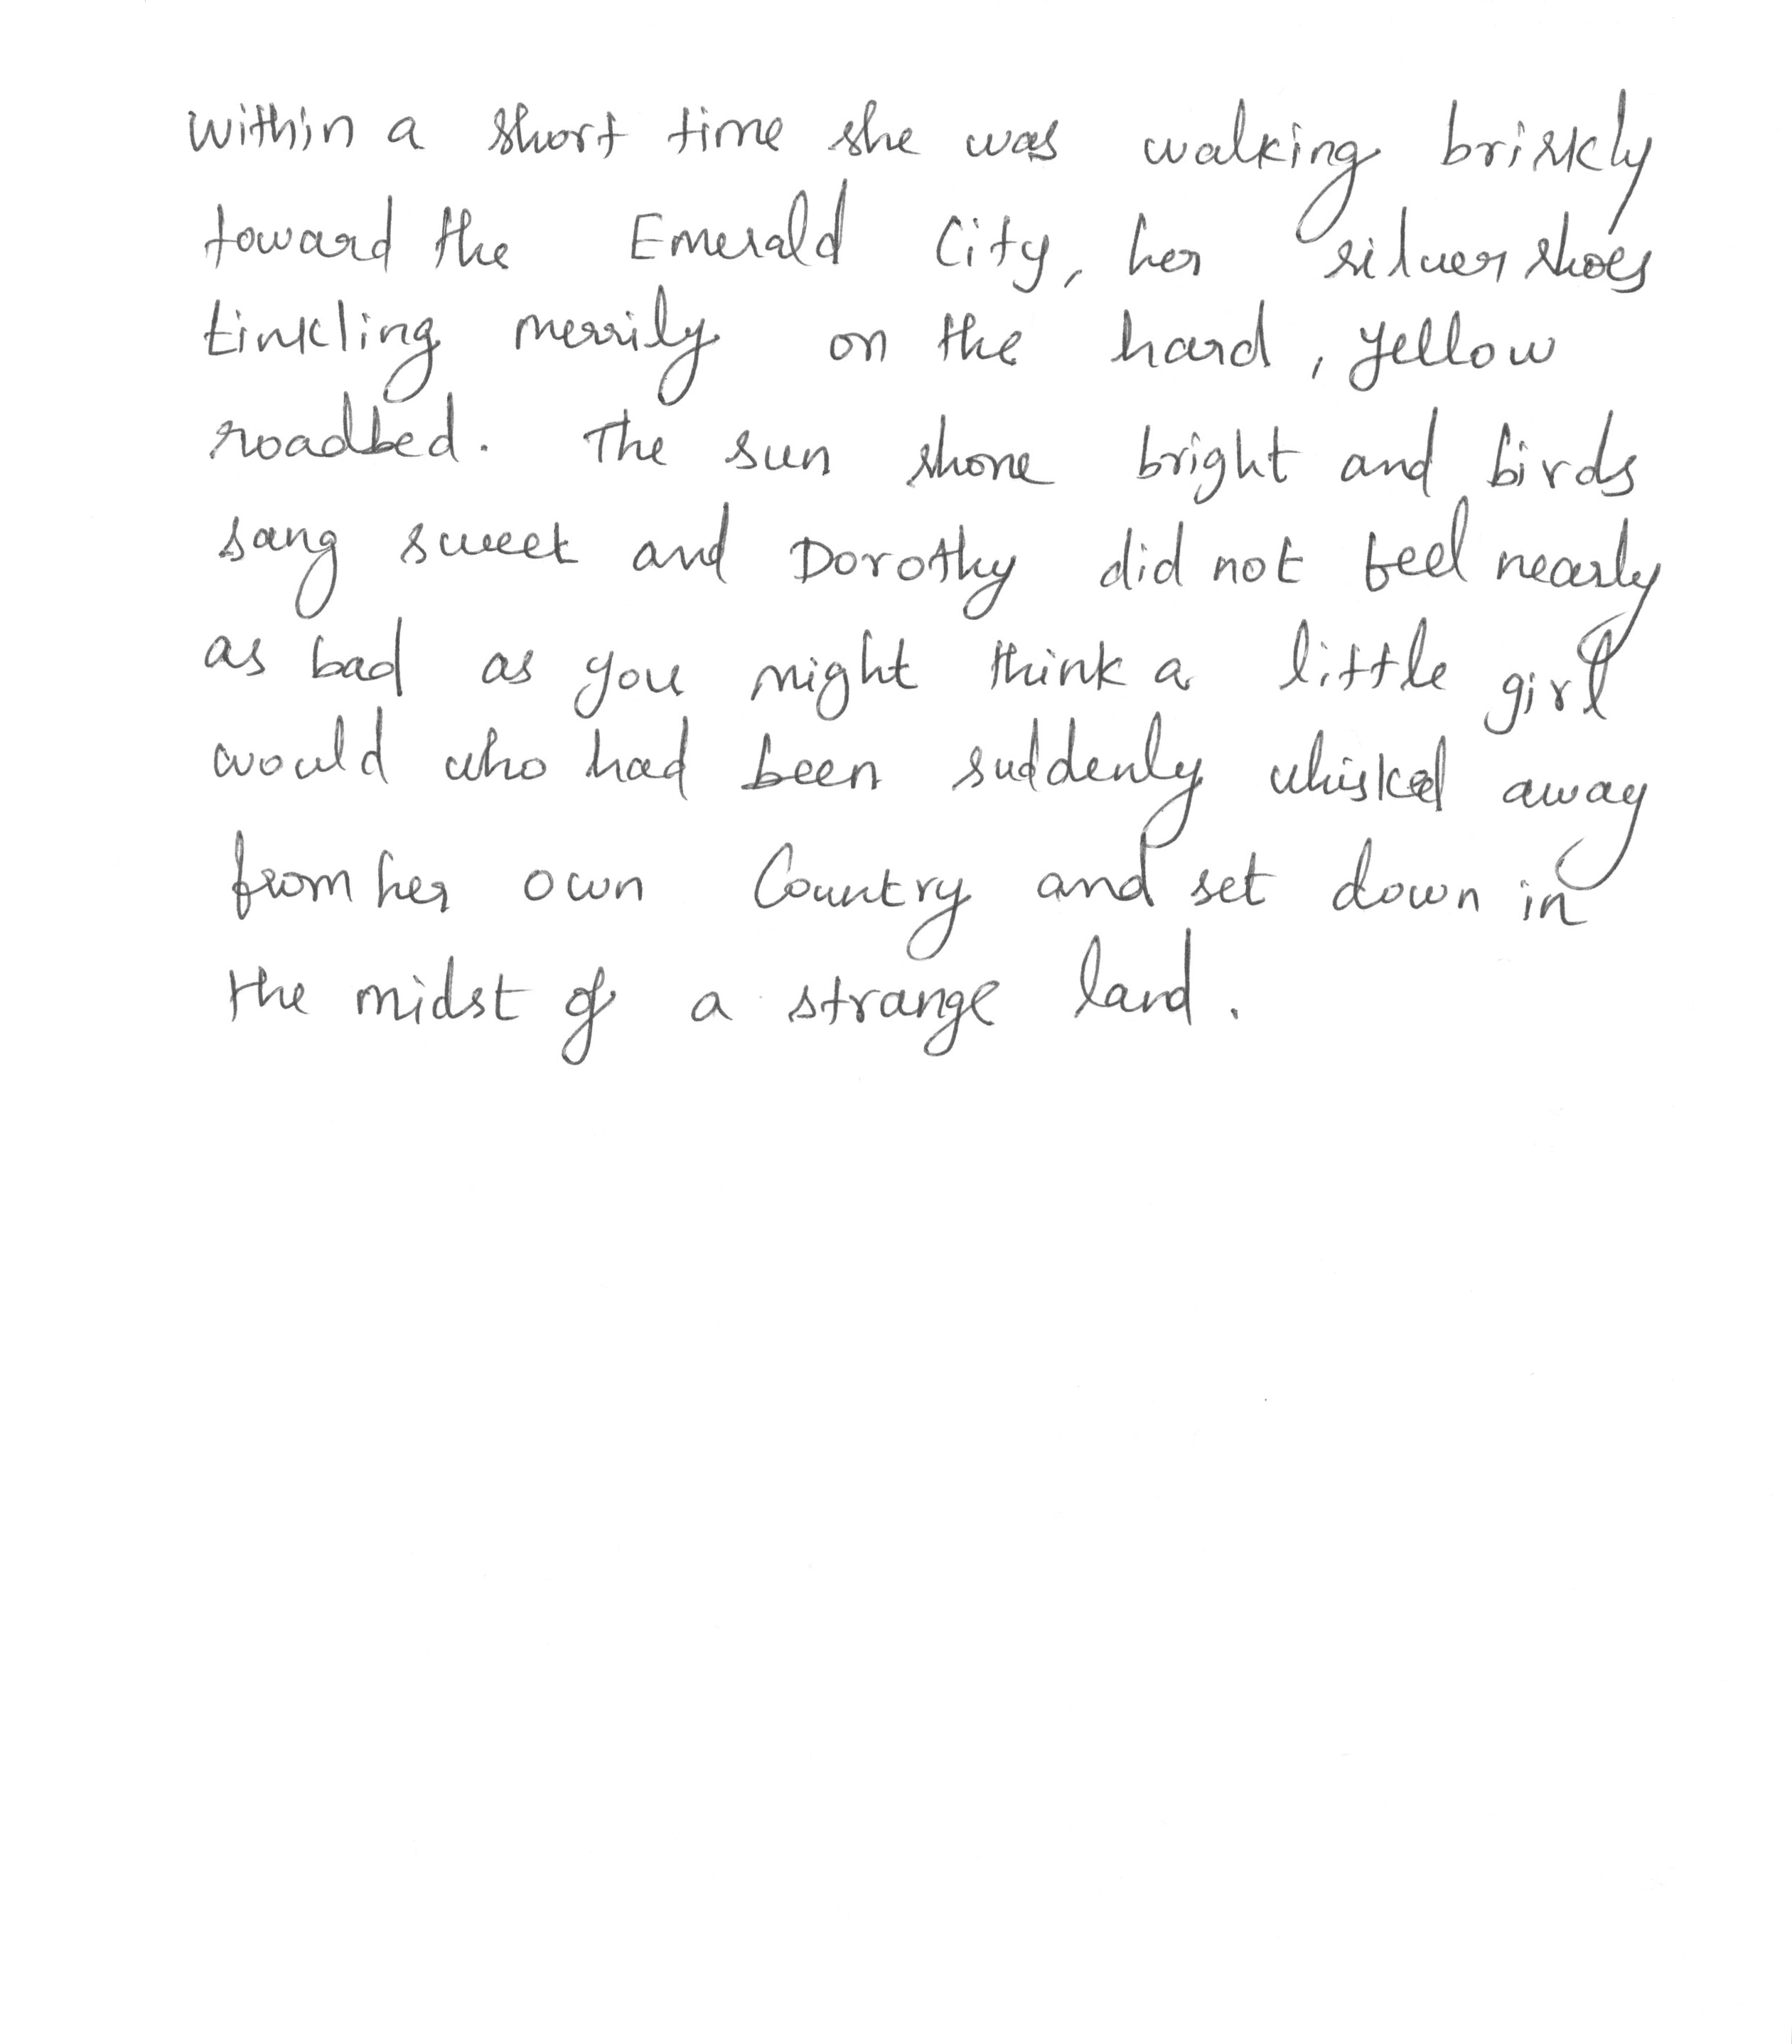 Within a short time she was walking briskly
toward the Emerald City, her silver shoes
tinkling merrily on the hard, yellow
roadbed. The sun shone bright and birds
sang sweet and Dorothy did not feel nearly
as bad as you might think a little girl
would who had been suddenly whisked away
from her own Country and set down in
the midst of a strange land.